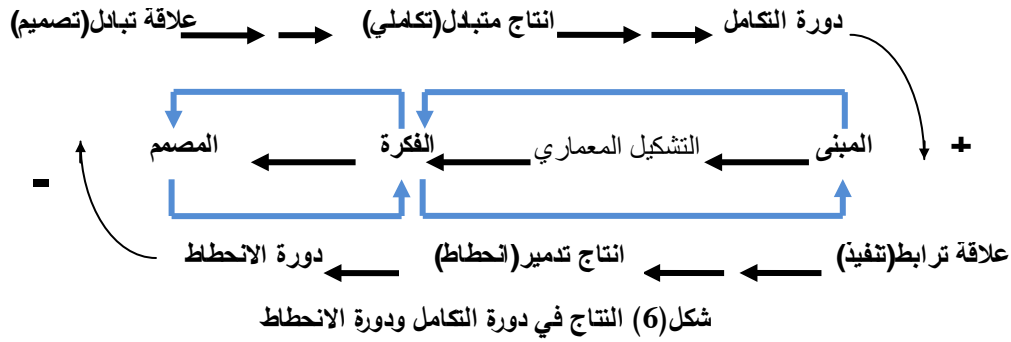 دورة التكامل انتاج متبادل(تكاملي) علاقة تبادل(تصميم)
المبنى التشكيل المعماري الفكرة المصمم
+
-
علاقة ترابط(تنفيذ) انتاج تدمير(انحطاط) دورة الانحطاط
شكل(6) النتاج في دورة التكامل ودورة الانحطاط